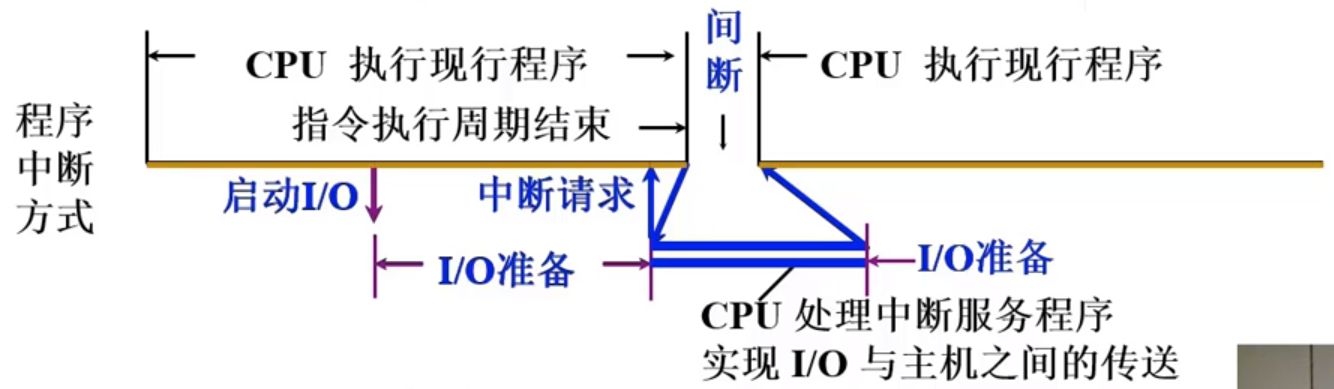 间
断
CPU 执行现行程序
CPU 执行现行程序
指令执行周期结束
程序
中断
方式
启动I/O
中断请求
I/O准备
I/O准备
CPU 处理中断服务程序
实现 I/O 与主机之间的传送